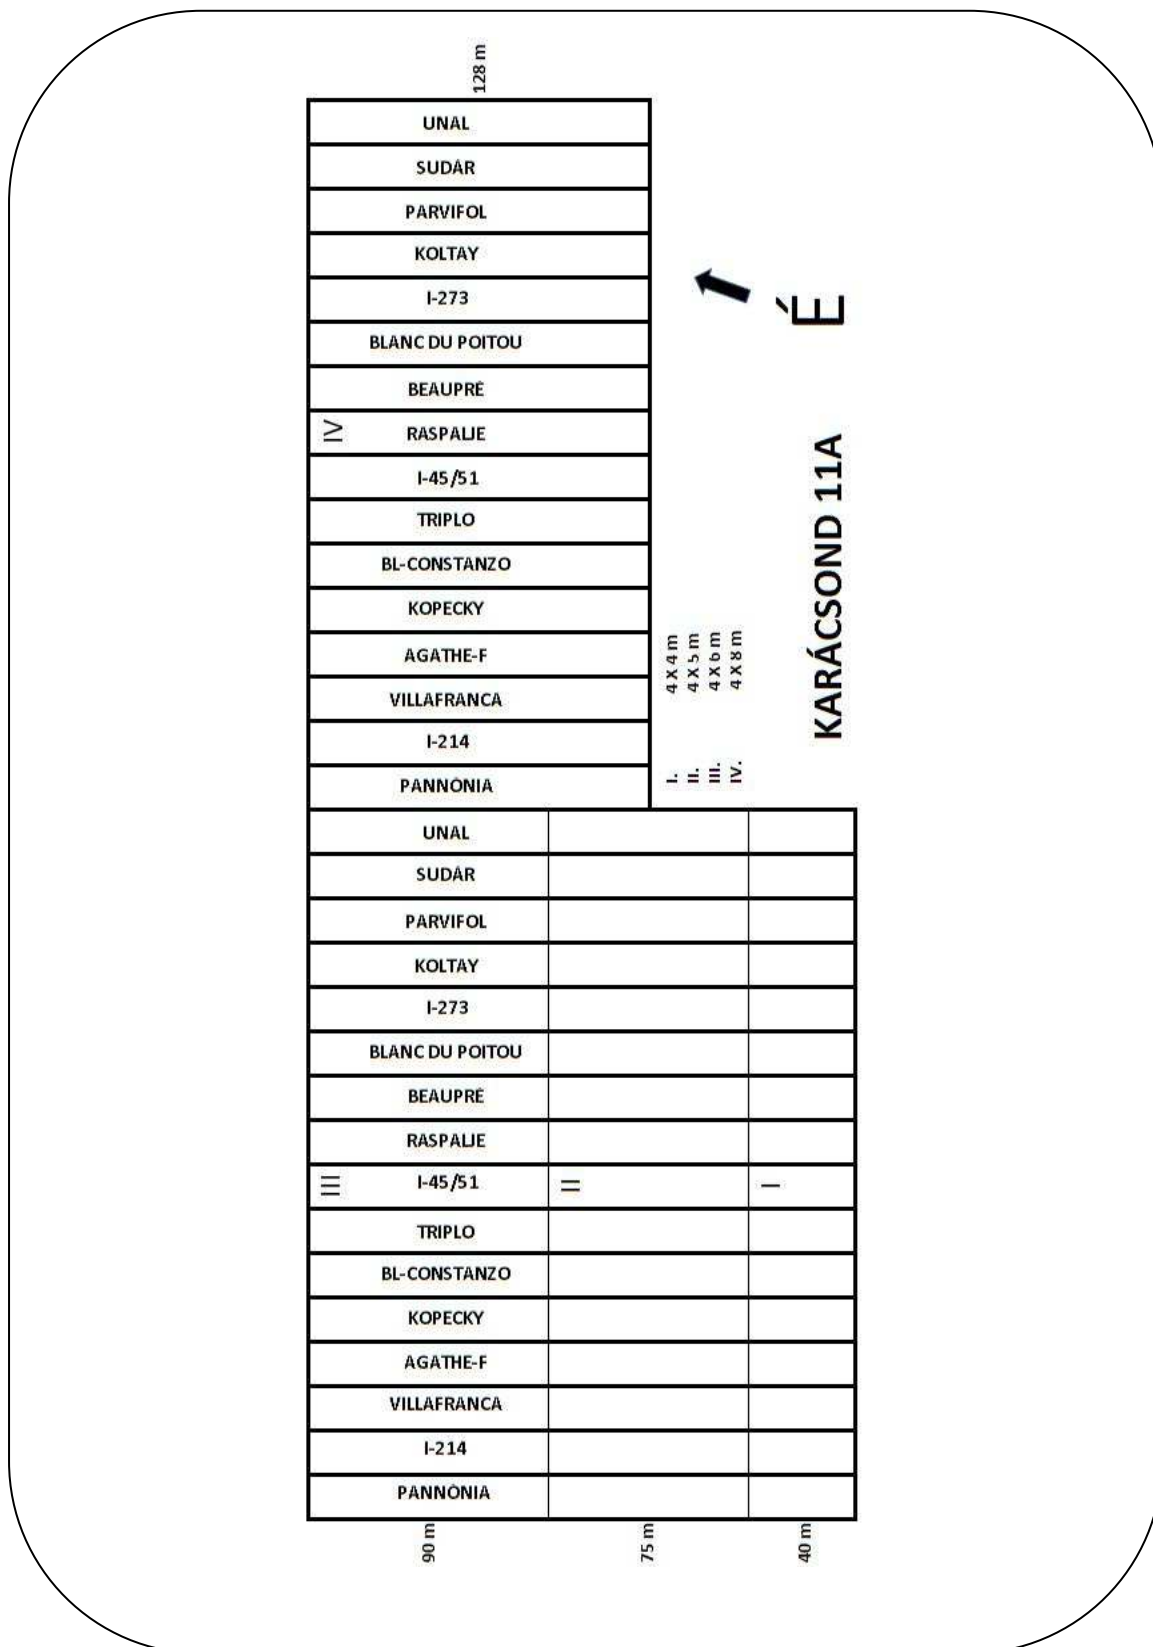 128 m
UNAL
SUDÁR
PARVIFOL
KOLTAY
I-273
BLANC DU POITOU
BEAUPRÉ
IV RASPALJE
I-45/51
TRIPLO
BL-CONSTANZO
KOPECKY
AGATHE-F
VILLAFRANCA
I-214
PANNÓNIA
É
KARÁCSOND 11A
I. 4 X 4 m
II. 4 X 5 m
III. 4 X 6 m
IV. 4 X 8 m
UNAL
SUDÁR
PARVIFOL
KOLTAY
I-273
BLANC DU POITOU
BEAUPRÉ
RASPALJE
III I-45/51 II I
TRIPLO
BL-CONSTANZO
KOPECKY
AGATHE-F
VILLAFRANCA
I-214
PANNÓNIA
90 m 75 m 40 m